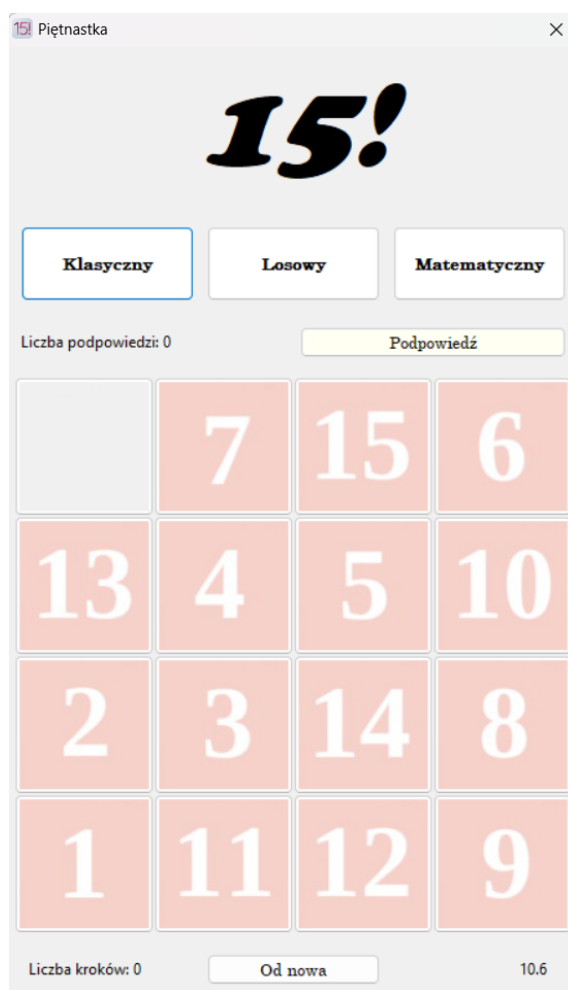 15! Piętnastka
15!
Klasyczny Losowy Matematyczny
Liczba podpowiedzi: 0 Podpowiedź
7 15 6
13 4 5 10
2 3 14 8
1 11 12 9
Liczba kroków: 0 Od nowa 10.6